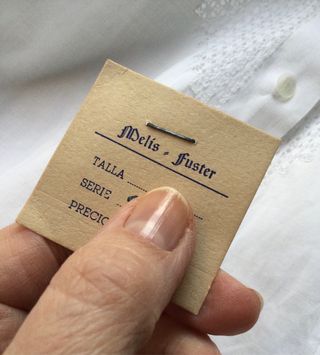 Melis - Fuster
TALLA
SERIE
PRECIO